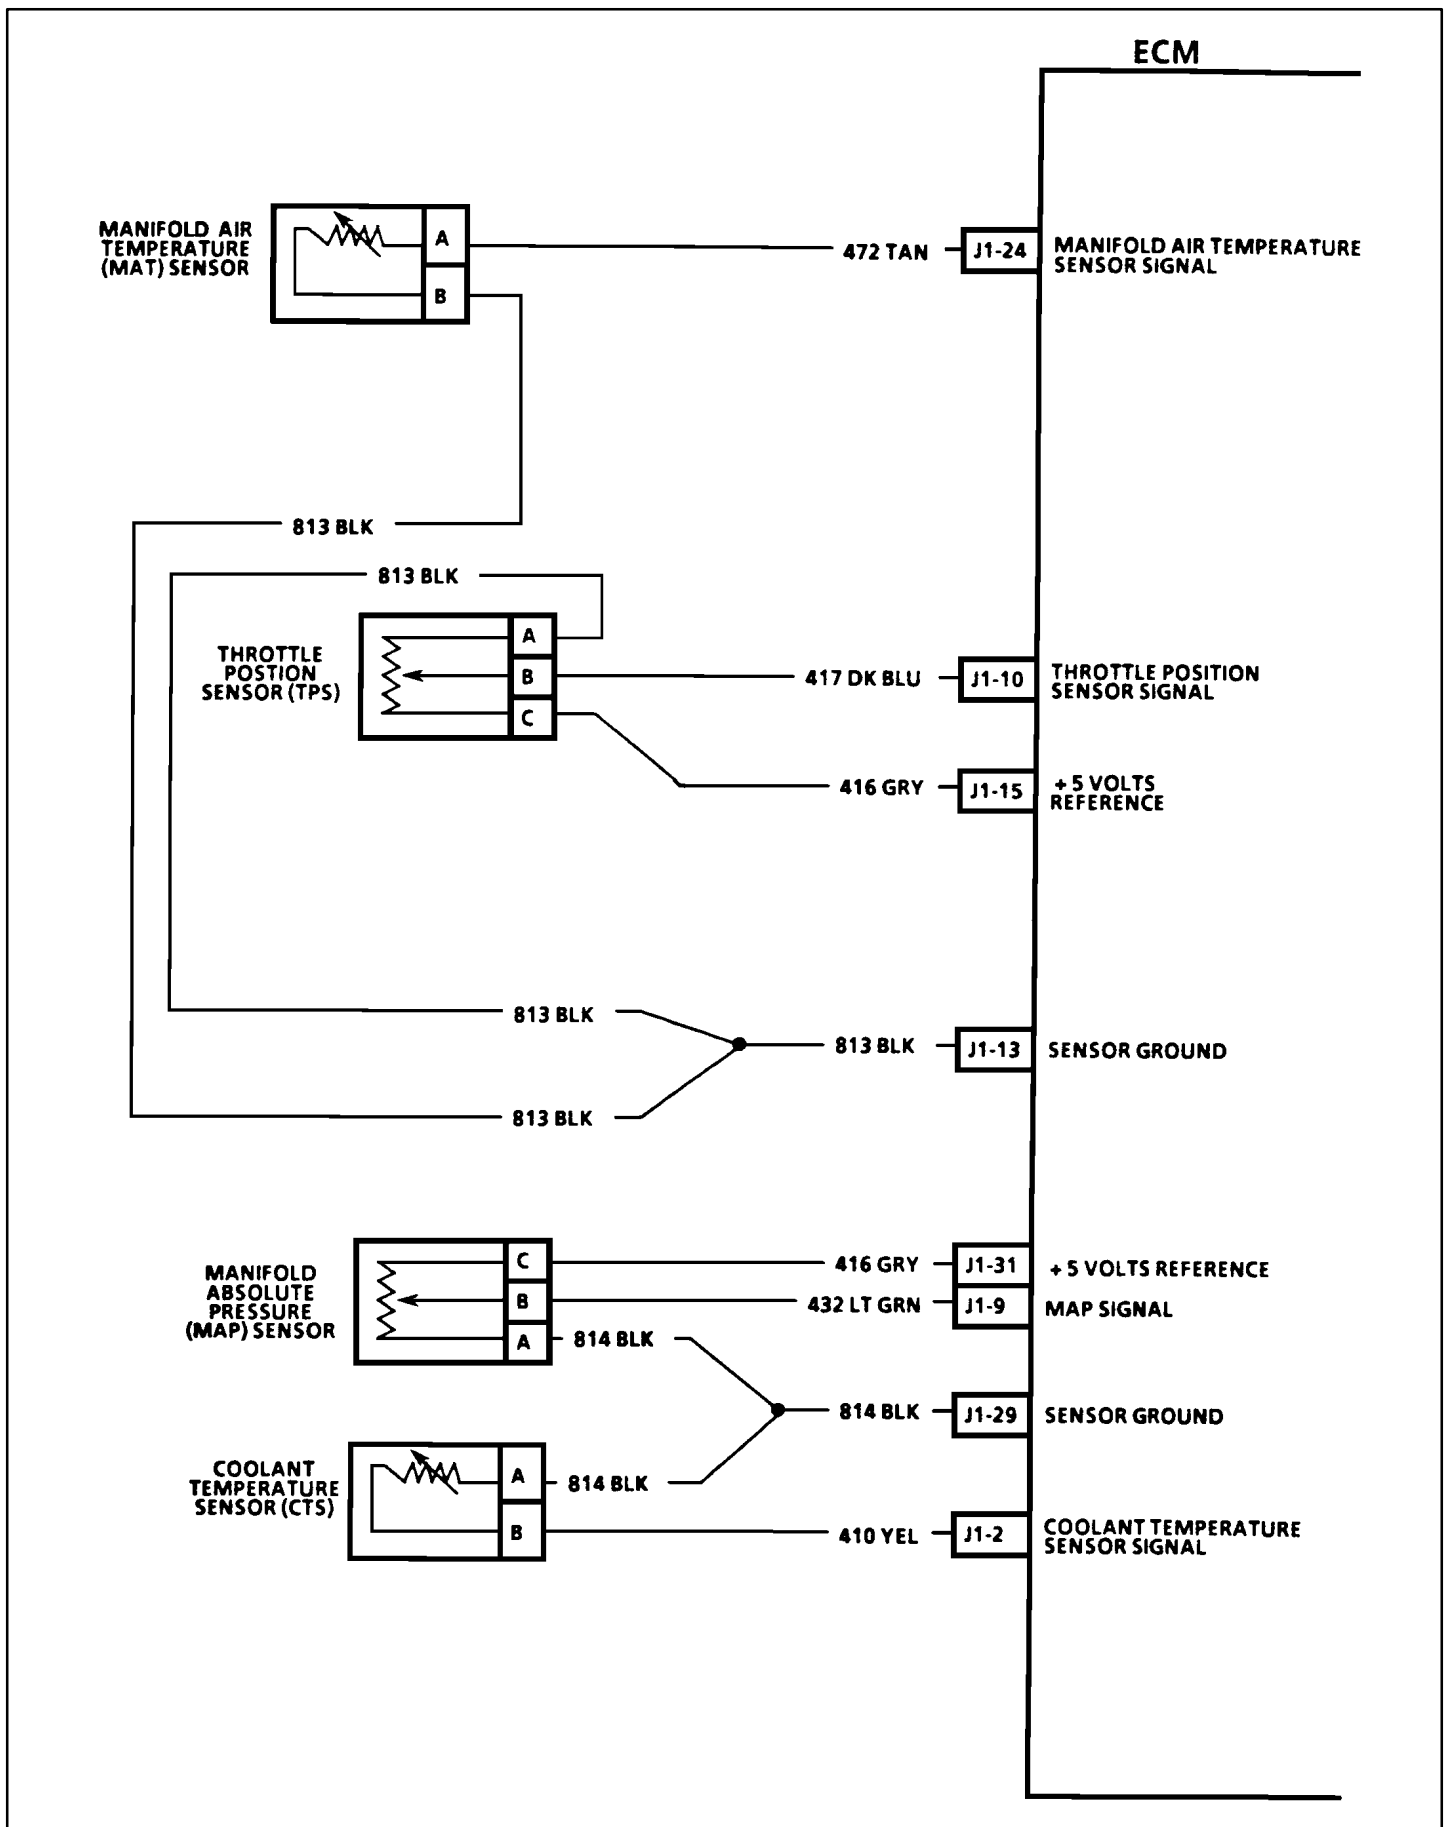 ECM
MANIFOLD AIR
TEMPERATURE
(MAT) SENSOR
A
B
472 TAN
J1-24
MANIFOLD AIR TEMPERATURE
SENSOR SIGNAL
813 BLK
813 BLK
THROTTLE
POSTION
SENSOR (TPS)
A
B
C
417 DK BLU
J1-10
THROTTLE POSITION
SENSOR SIGNAL
416 GRY
J1-15
+ 5 VOLTS
REFERENCE
813 BLK
813 BLK
J1-13
SENSOR GROUND
813 BLK
MANIFOLD
ABSOLUTE
PRESSURE
(MAP) SENSOR
C
B
A
416 GRY
J1-31
+ 5 VOLTS REFERENCE
432 LT GRN
J1-9
MAP SIGNAL
814 BLK
814 BLK
J1-29
SENSOR GROUND
COOLANT
TEMPERATURE
SENSOR (CTS)
A
B
814 BLK
410 YEL
J1-2
COOLANT TEMPERATURE
SENSOR SIGNAL